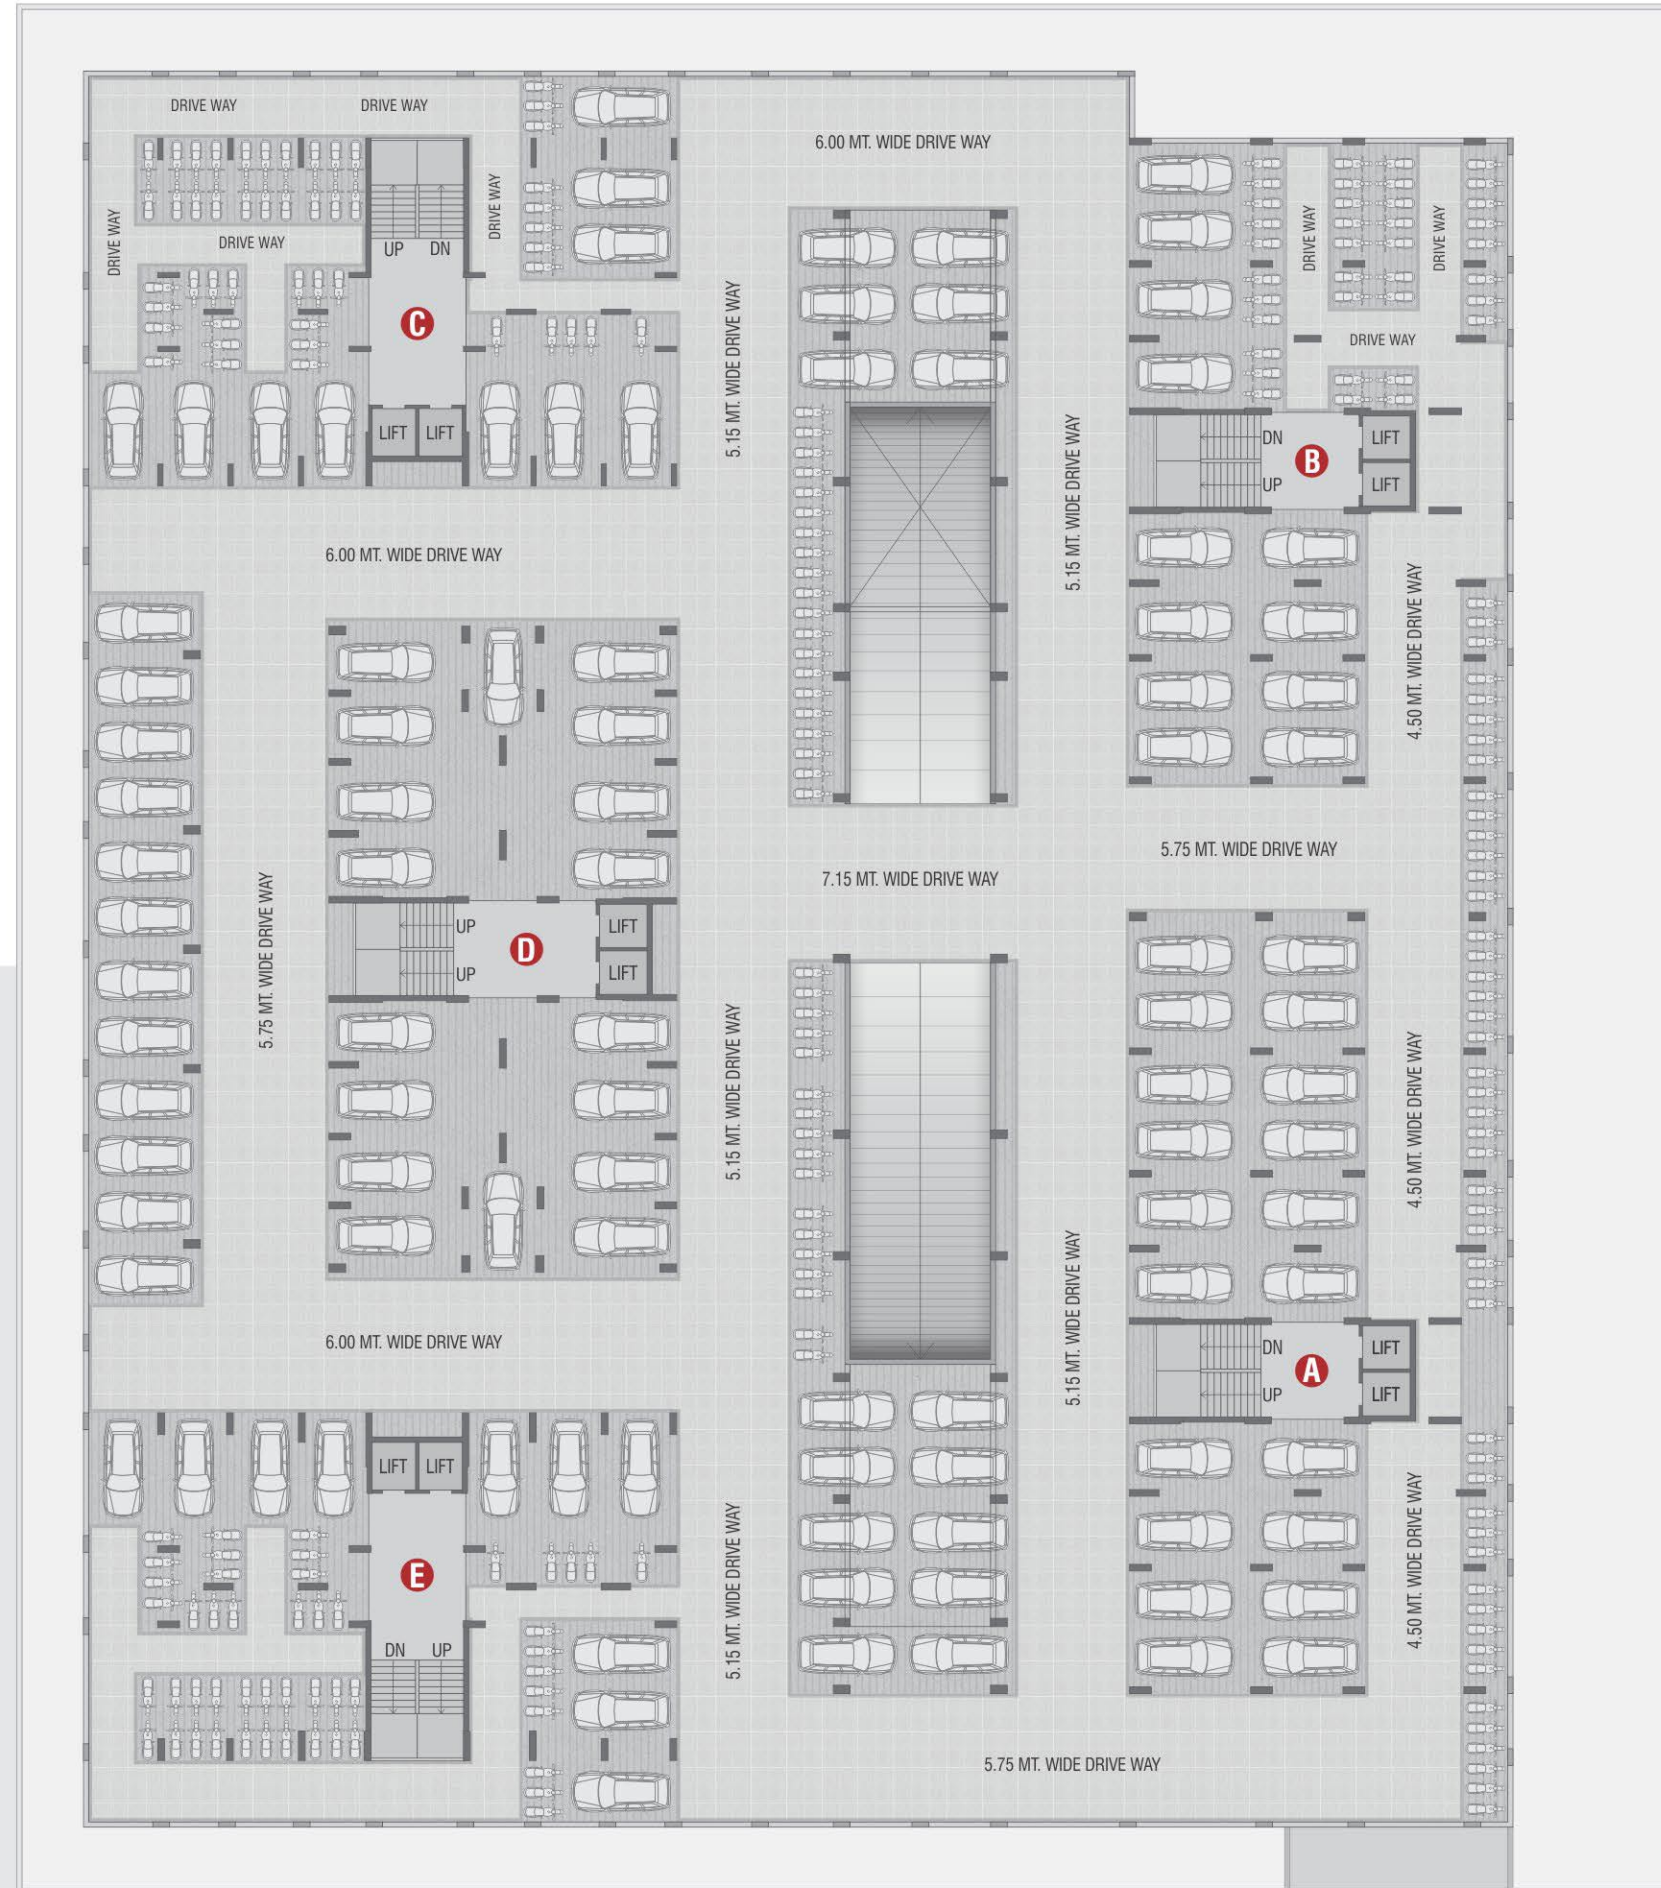 DRIVE WAY
DRIVE WAY
6.00 MT. WIDE DRIVE WAY
DRIVE WAY
DRIVE WAY
DRIVE WAY
UP
DN
C
LIFT
LIFT
6.00 MT. WIDE DRIVE WAY
5.15 MT. WIDE DRIVE WAY
5.15 MT. WIDE DRIVE WAY
DRIVE WAY
DRIVE WAY
DRIVE WAY
DN
UP
B
LIFT
LIFT
4.50 MT. WIDE DRIVE WAY
5.75 MT. WIDE DRIVE WAY
7.15 MT. WIDE DRIVE WAY
5.75 MT. WIDE DRIVE WAY
UP
UP
D
LIFT
LIFT
5.15 MT. WIDE DRIVE WAY
4.50 MT. WIDE DRIVE WAY
5.15 MT. WIDE DRIVE WAY
6.00 MT. WIDE DRIVE WAY
DN
UP
A
LIFT
LIFT
LIFT
LIFT
E
DN
UP
5.15 MT. WIDE DRIVE WAY
4.50 MT. WIDE DRIVE WAY
5.75 MT. WIDE DRIVE WAY